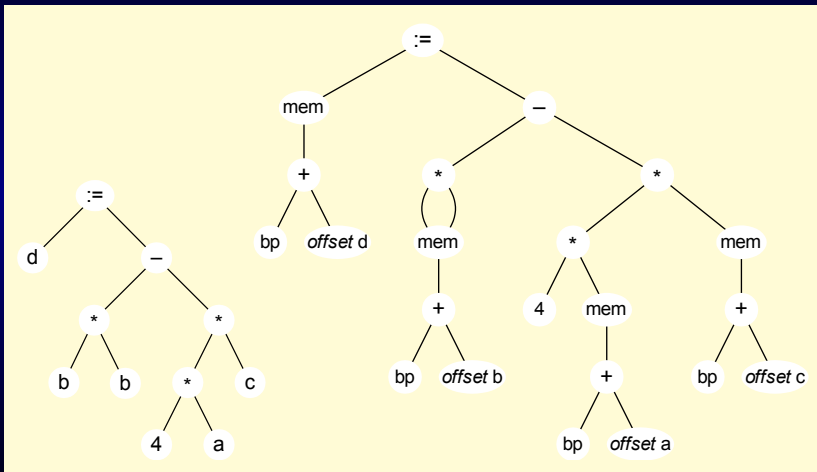 :=
mem
–
+
*
*
:=
bp
offset d
mem
*
mem
d
–
+
4
mem
+
*
*
bp
offset b
+
bp
offset c
b
b
*
c
4
a
bp
offset a